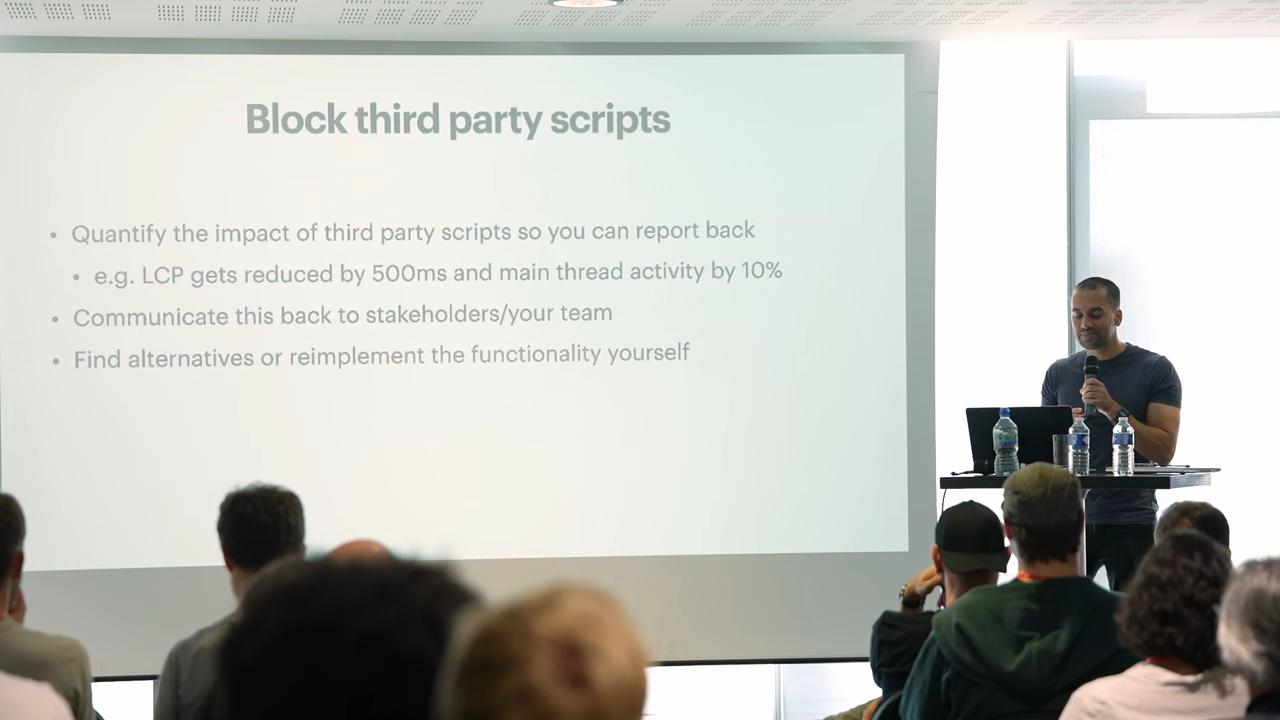 Block third party scripts
• Quantify the impact of third party scripts so you can report back
• e.g. LCP gets reduced by 500ms and main thread activity by 10%
• Communicate this back to stakeholders/your team
• Find alternatives or reimplement the functionality yourself